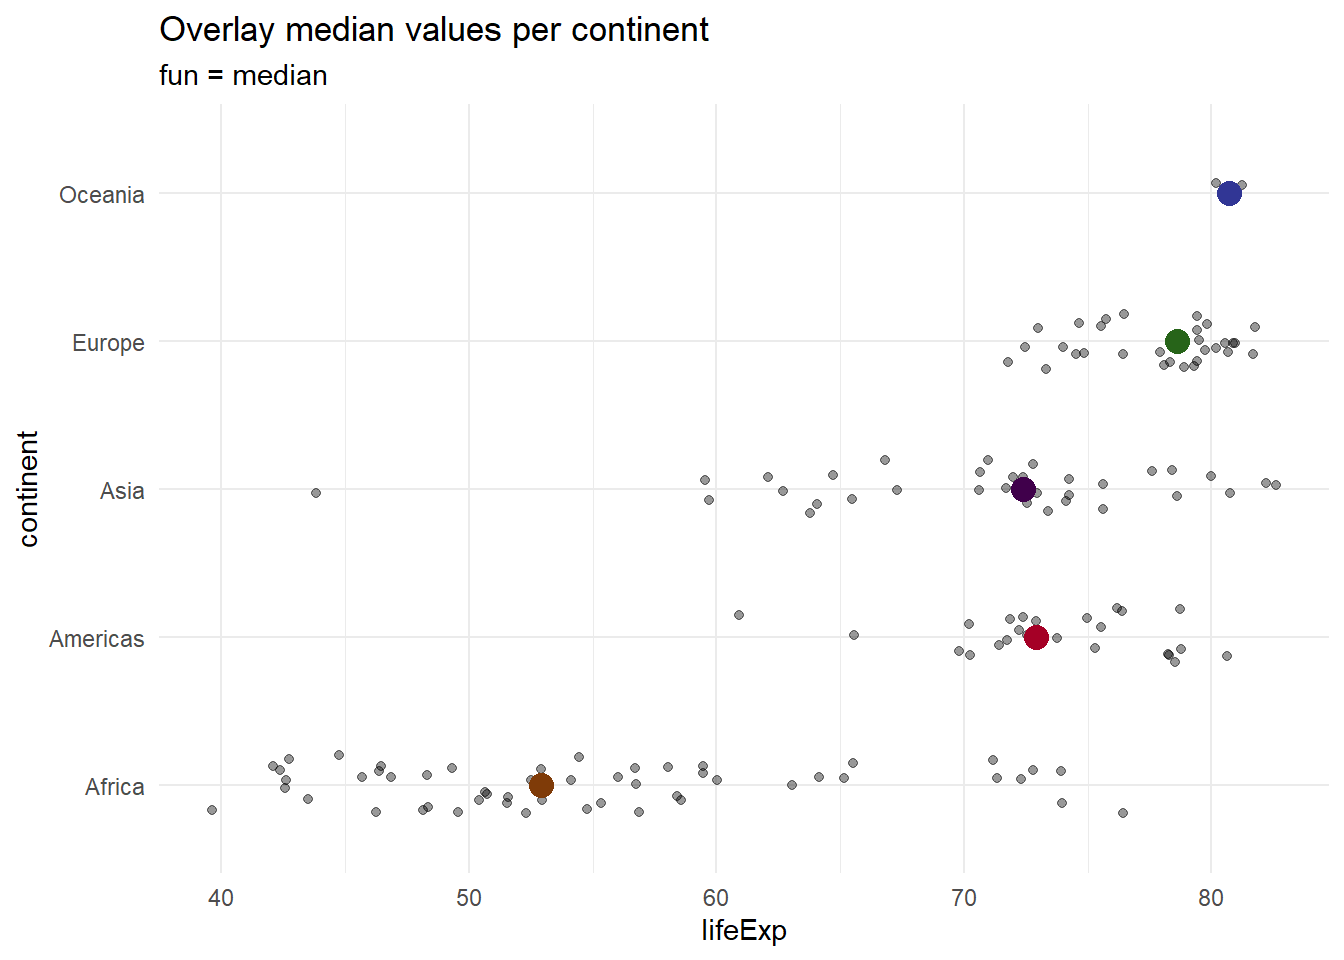 Overlay median values per continent
fun = median
Oceania
Europe
Asia
Americas
Africa
continent
40 50 60 70 80
lifeExp